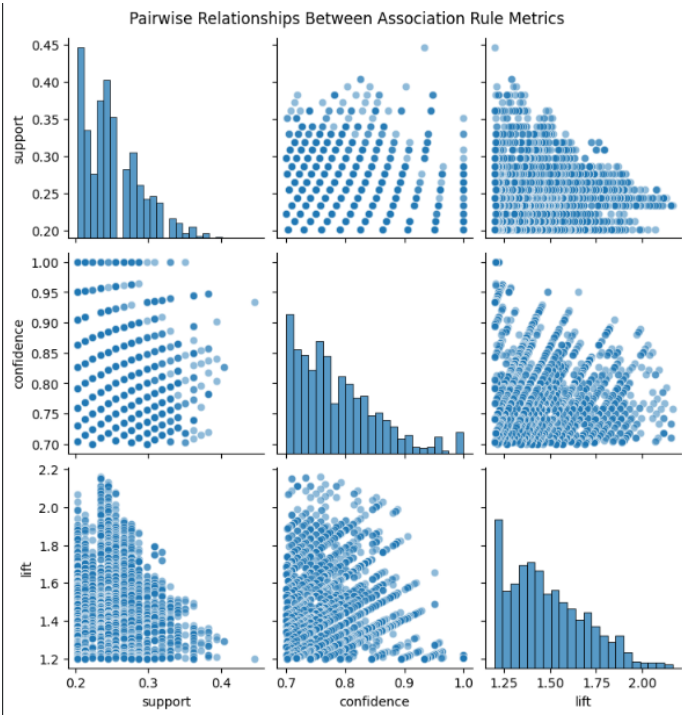 Pairwise Relationships Between Association Rule Metrics
0.45
0.40
0.35
0.30
0.25
0.20
support
1.00
0.95
0.90
0.85
0.80
0.75
0.70
confidence
2.2
2.0
1.8
1.6
1.4
1.2
lift
0.2 0.3 0.4
support
0.7 0.8 0.9 1.0
confidence
1.25 1.50 1.75 2.00
lift